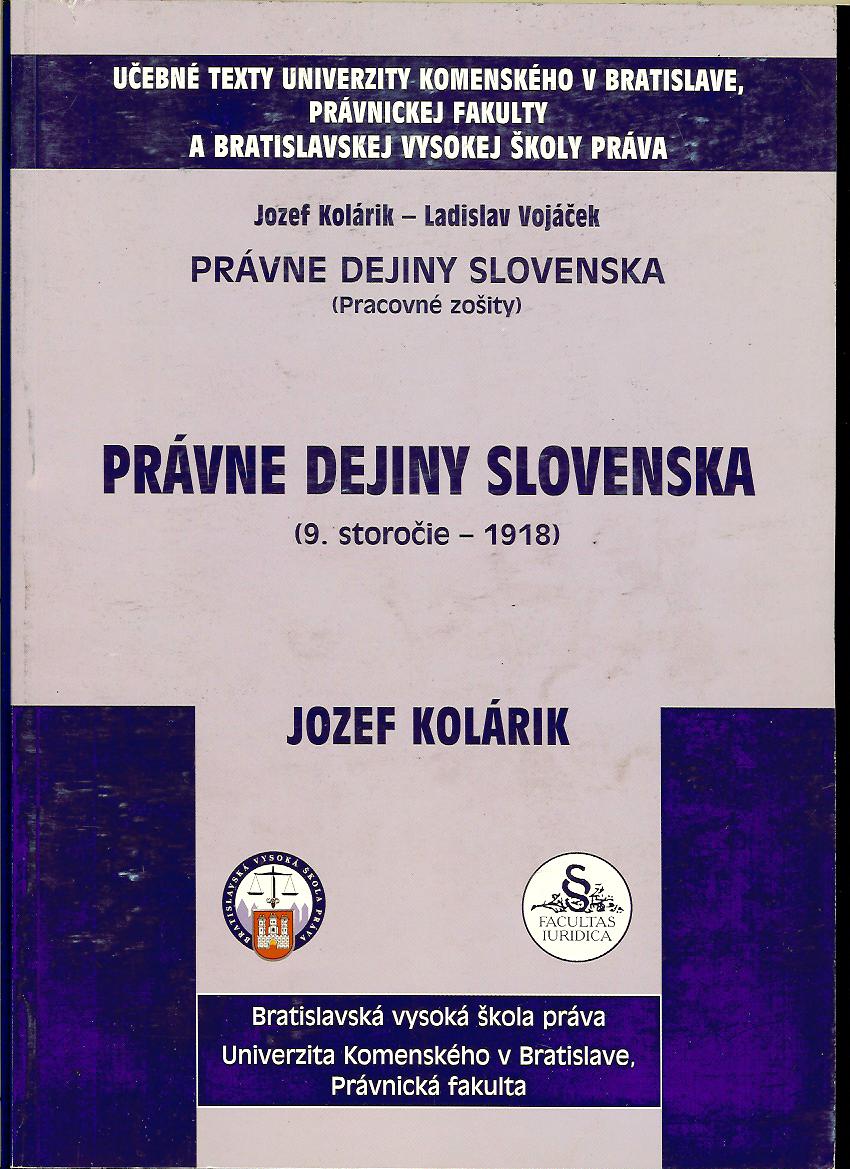 UČEBNÉ TEXTY UNIVERZITY KOMENSKÉHO V BRATISLAVE,
PRÁVNICKEJ FAKULTY
A BRATISLAVSKEJ VYSOKEJ ŠKOLY PRÁVA
Jozef Kolárik – Ladislav Vojáček
PRÁVNE DEJINY SLOVENSKA
(Pracovné zošity)
PRÁVNE DEJINY SLOVENSKA
(9. storočie – 1918)
JOZEF KOLÁRIK
BRATISLAVSKÁ VYSOKÁ ŠKOLA PRÁVA
§
FACULTAS
IURIDICA
Bratislavská vysoká škola práva
Univerzita Komenského v Bratislave,
Právnická fakulta